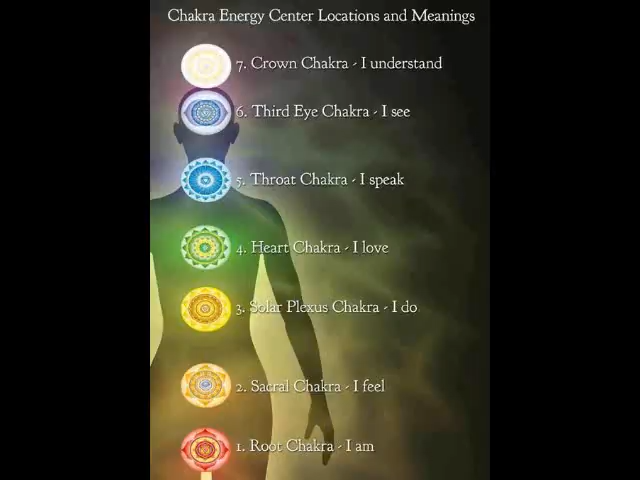 Chakra Energy Center Locations and Meanings
7. Crown Chakra - I understand
6. Third Eye Chakra - I see
5. Throat Chakra - I speak
4. Heart Chakra - I love
3. Solar Plexus Chakra - I do
2. Sacral Chakra - I feel
1. Root Chakra - I am